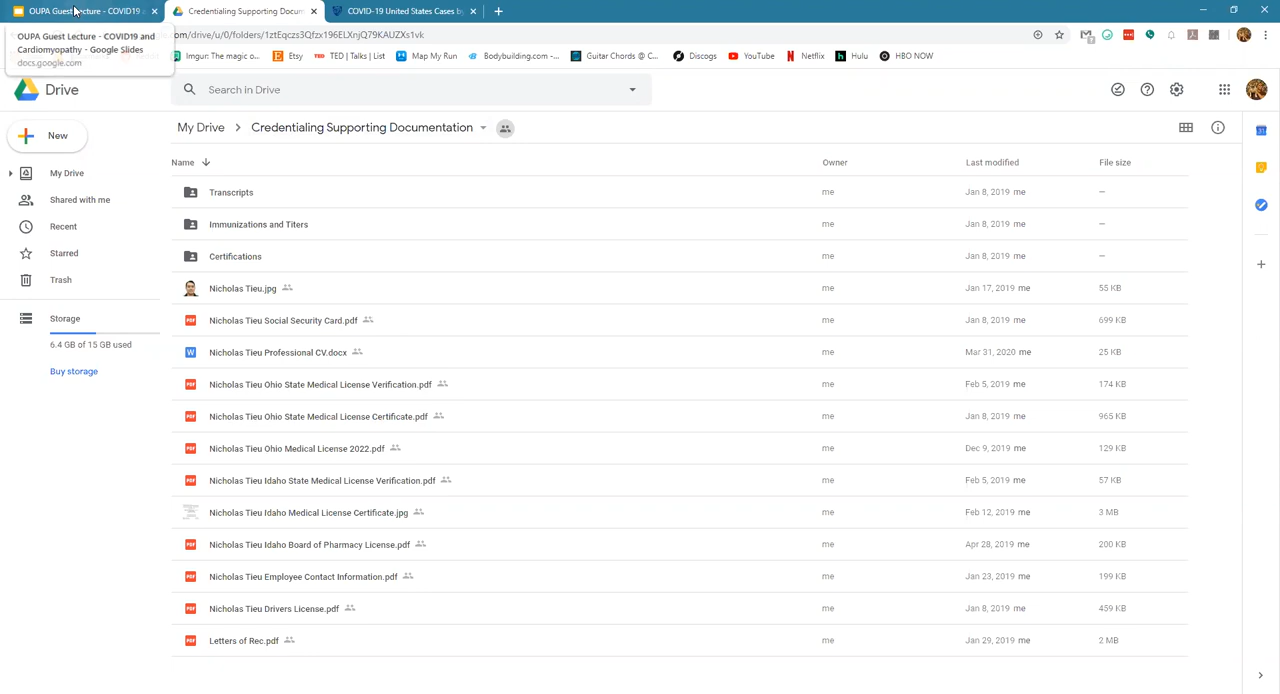 OUPA Guest Lecture - COVID19 a
Credentialing Supporting Docum
COVID-19 United States Cases by
OUPA Guest Lecture - COVID19 and
Cardiomyopathy - Google Slides
docs.google.com
.com/drive/u/0/folders/1ztEqczs3Qfzx196ELXnjQ79KAUZXs1vk
Imgur: The magic o...
Etsy
TED | Talks | List
Map My Run
Bodybuilding.com -...
Guitar Chords @ C...
Discogs
YouTube
Netflix
Hulu
HBO NOW
Drive
Search in Drive
New
My Drive
Shared with me
Recent
Starred
Trash
Storage
6.4 GB of 15 GB used
Buy storage
My Drive > Credentialing Supporting Documentation
Name Owner Last modified File size
Transcripts me Jan 8, 2019 me –
Immunizations and Titers me Jan 8, 2019 me –
Certifications me Jan 8, 2019 me –
Nicholas Tieu.jpg me Jan 17, 2019 me 55 KB
PDF Nicholas Tieu Social Security Card.pdf me Jan 8, 2019 me 699 KB
W Nicholas Tieu Professional CV.docx me Mar 31, 2020 me 25 KB
PDF Nicholas Tieu Ohio State Medical License Verification.pdf me Feb 5, 2019 me 174 KB
PDF Nicholas Tieu Ohio State Medical License Certificate.pdf me Jan 8, 2019 me 965 KB
PDF Nicholas Tieu Ohio Medical License 2022.pdf me Dec 9, 2019 me 129 KB
PDF Nicholas Tieu Idaho State Medical License Verification.pdf me Feb 5, 2019 me 57 KB
Nicholas Tieu Idaho Medical License Certificate.jpg me Feb 12, 2019 me 3 MB
PDF Nicholas Tieu Idaho Board of Pharmacy License.pdf me Apr 28, 2019 me 200 KB
PDF Nicholas Tieu Employee Contact Information.pdf me Jan 23, 2019 me 199 KB
PDF Nicholas Tieu Drivers License.pdf me Jan 8, 2019 me 459 KB
PDF Letters of Rec.pdf me Jan 29, 2019 me 2 MB